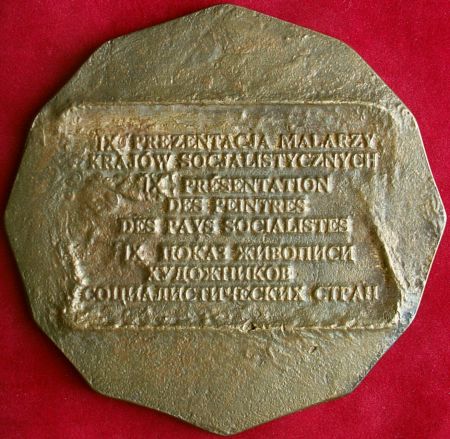 IX PREZENTACJA MALARZY
KRAJÓW SOCJALISTYCZNYCH
IX PRÉSENTATION
DES PEINTRES
DES PAYS SOCIALISTES
IX ПОКАЗ ЖИВОПИСИ
ХУДОЖНИКОВ
СОЦИАЛИСТИЧЕСКИХ СТРАН